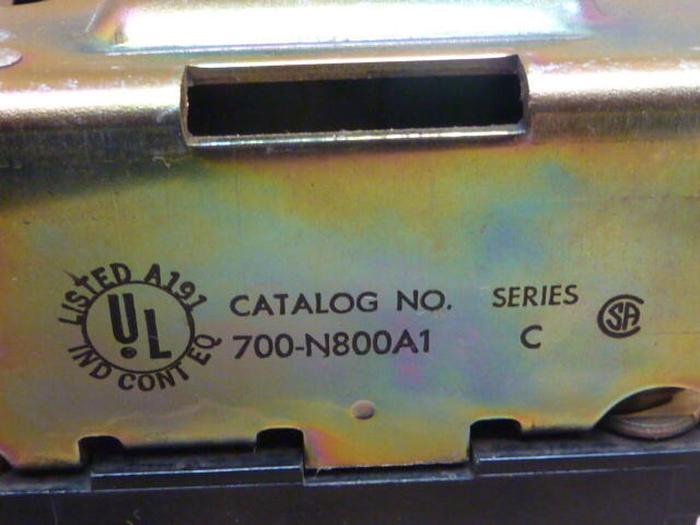 LISTED A191
UL
IND CONT EQ
CATALOG NO.
700-N800A1
SERIES
C
SA